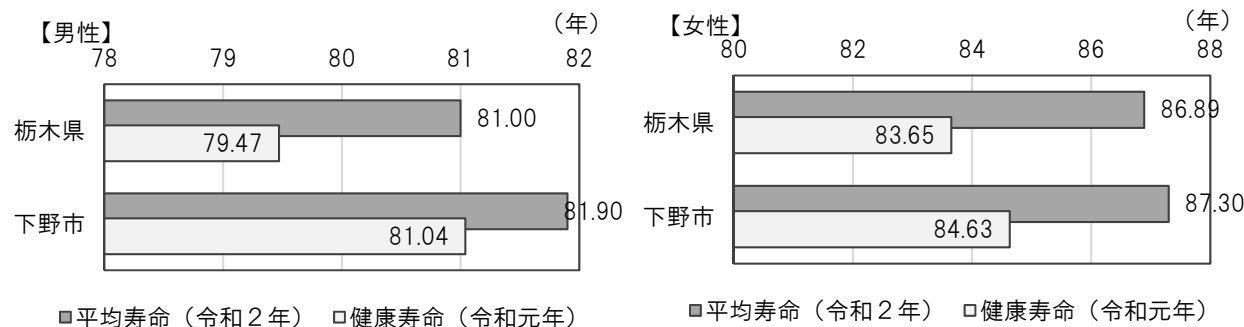 【男性】
（年）
78 79 80 81 82
栃木県
81.00
79.47
下野市
81.90
81.04
■平均寿命（令和２年） □健康寿命（令和元年）
【女性】
（年）
80 82 84 86 88
栃木県
86.89
83.65
下野市
87.30
84.63
■平均寿命（令和２年） □健康寿命（令和元年）